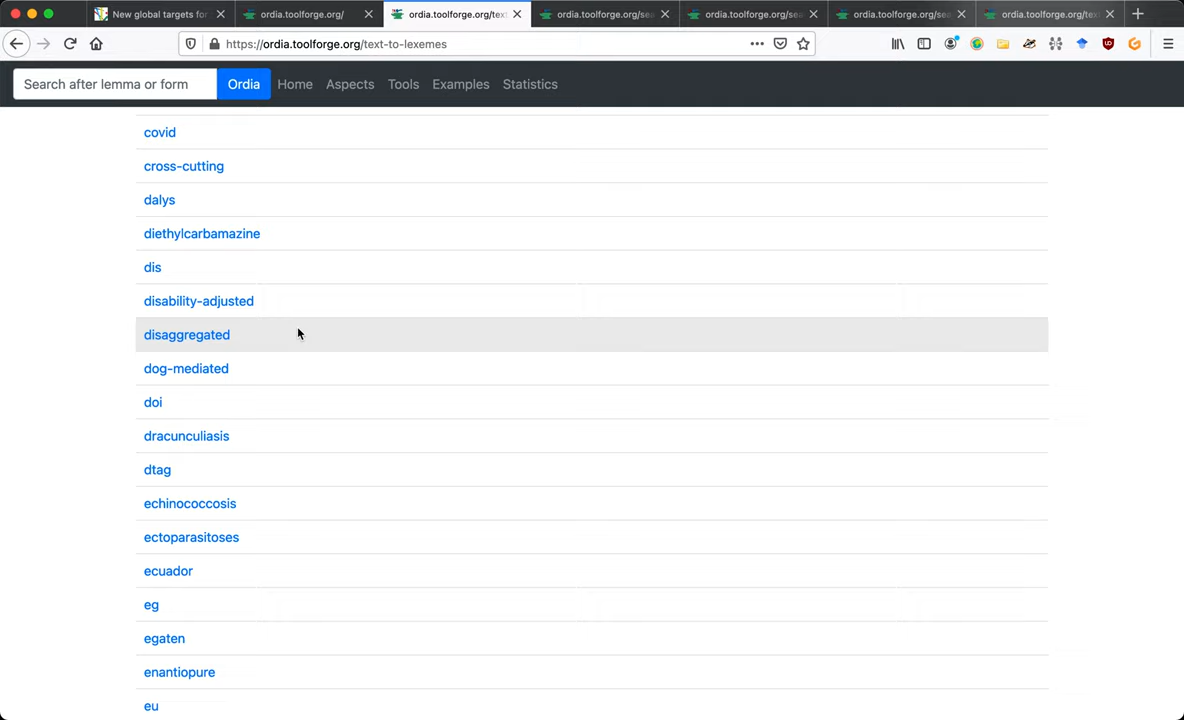 New global targets for
ordia.toolforge.org/
ordia.toolforge.org/tex
ordia.toolforge.org/sea
ordia.toolforge.org/sea
ordia.toolforge.org/sea
ordia.toolforge.org/tex
https://ordia.toolforge.org/text-to-lexemes
Search after lemma or form
Ordia
Home
Aspects
Tools
Examples
Statistics
covid
cross-cutting
dalys
diethylcarbamazine
dis
disability-adjusted
disaggregated
dog-mediated
doi
dracunculiasis
dtag
echinococcosis
ectoparasitoses
ecuador
eg
egaten
enantiopure
eu